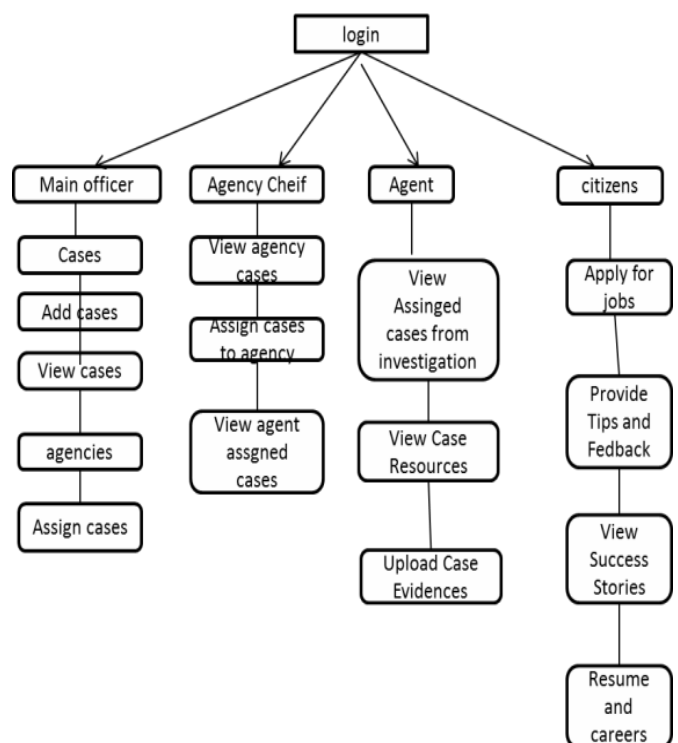 login
Main officer
Cases
Add cases
View cases
agencies
Assign cases
Agency Cheif
View agency
cases
Assign cases
to agency
View agent
assgned
cases
Agent
View
Assinged
cases from
investigation
View Case
Resources
Upload Case
Evidences
citizens
Apply for
jobs
Provide
Tips and
Fedback
View
Success
Stories
Resume
and
careers